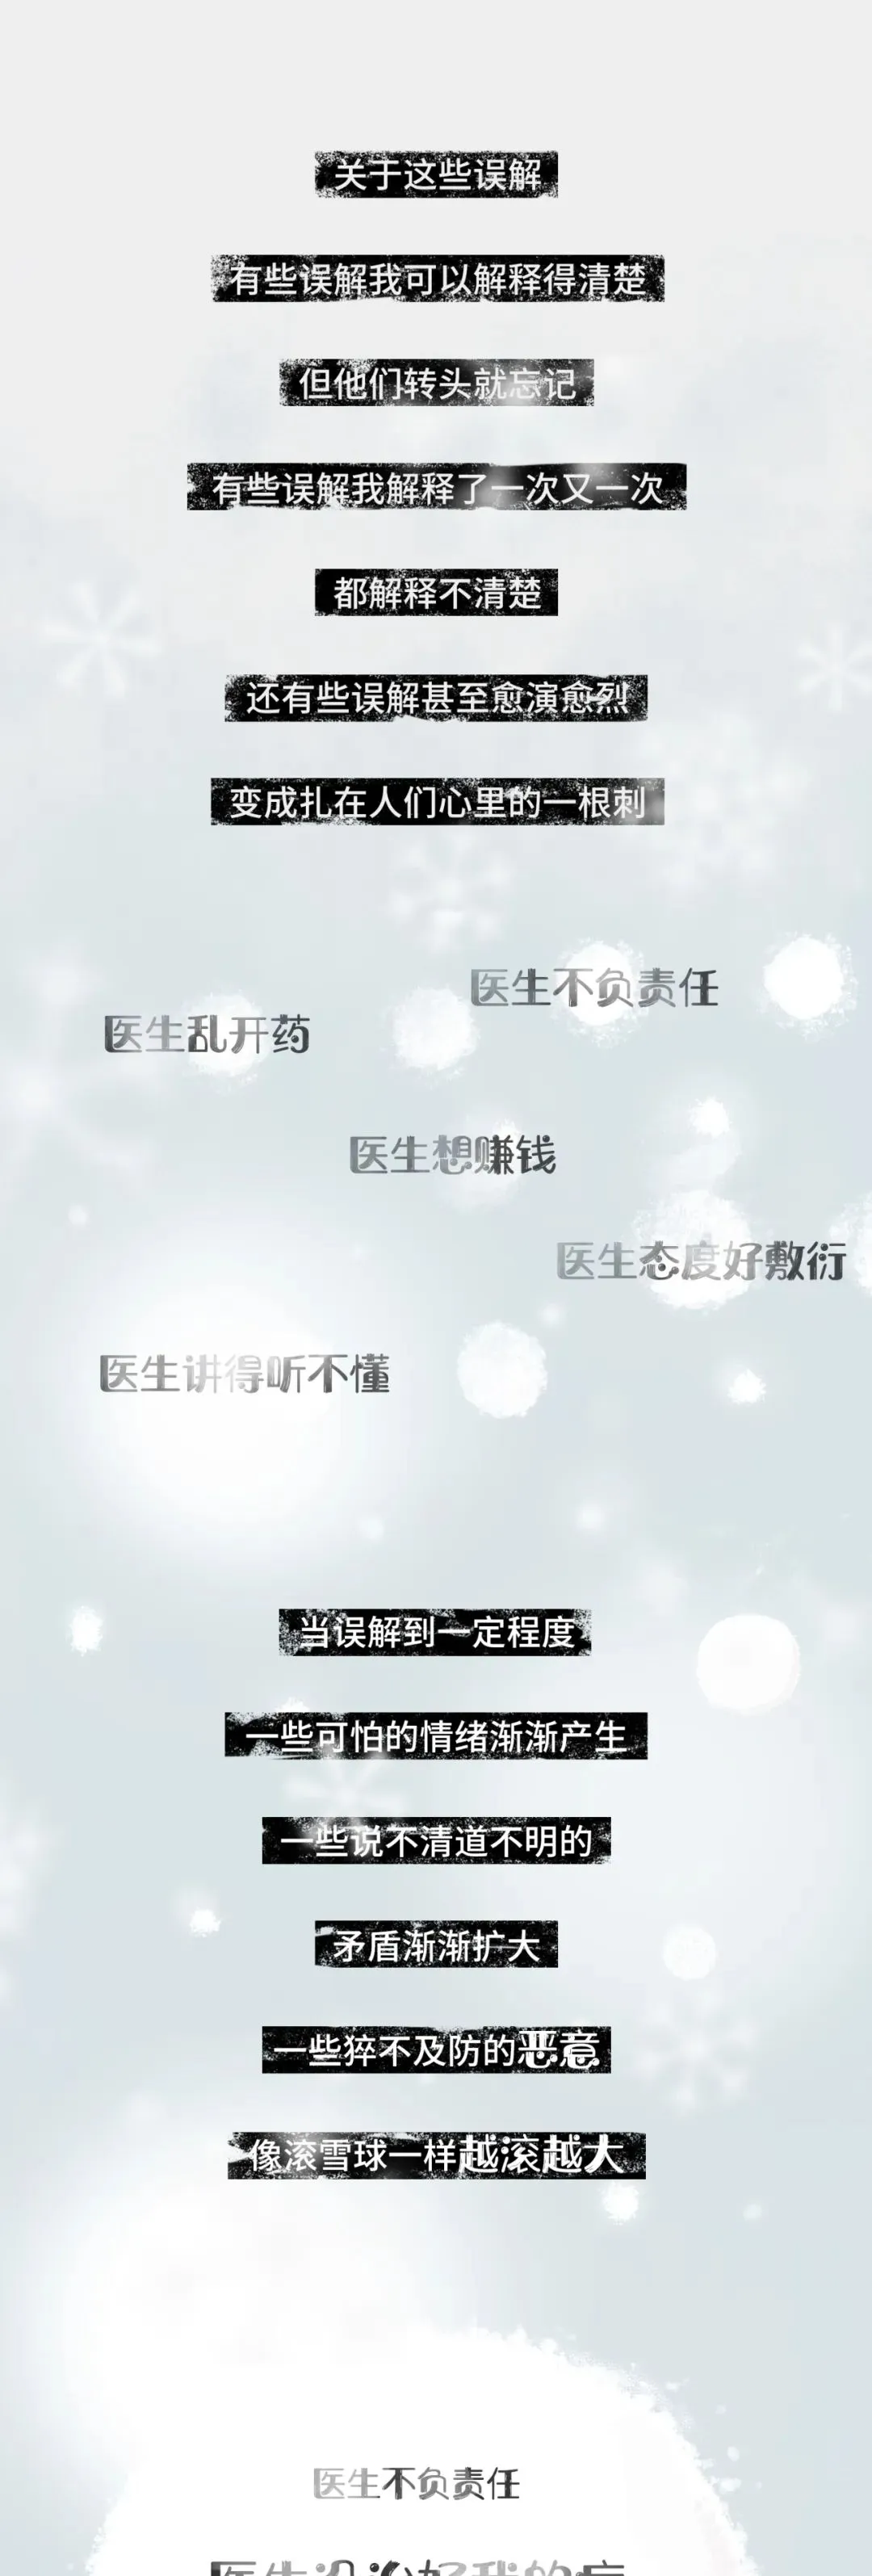 关于这些误解
有些误解我可以解释得清楚
但他们转头就忘记
有些误解我解释了一次又一次
都解释不清楚
还有些误解甚至愈演愈烈
变成扎在人们心里的一根刺
医生不负责任
医生乱开药
医生想赚钱
医生态度好敷衍
医生讲得听不懂
当误解到一定程度
一些可怕的情绪渐渐产生
一些说不清道不明的
矛盾渐渐扩大
一些猝不及防的恶意
像滚雪球一样越滚越大
医生不负责任
医生没治好我的病